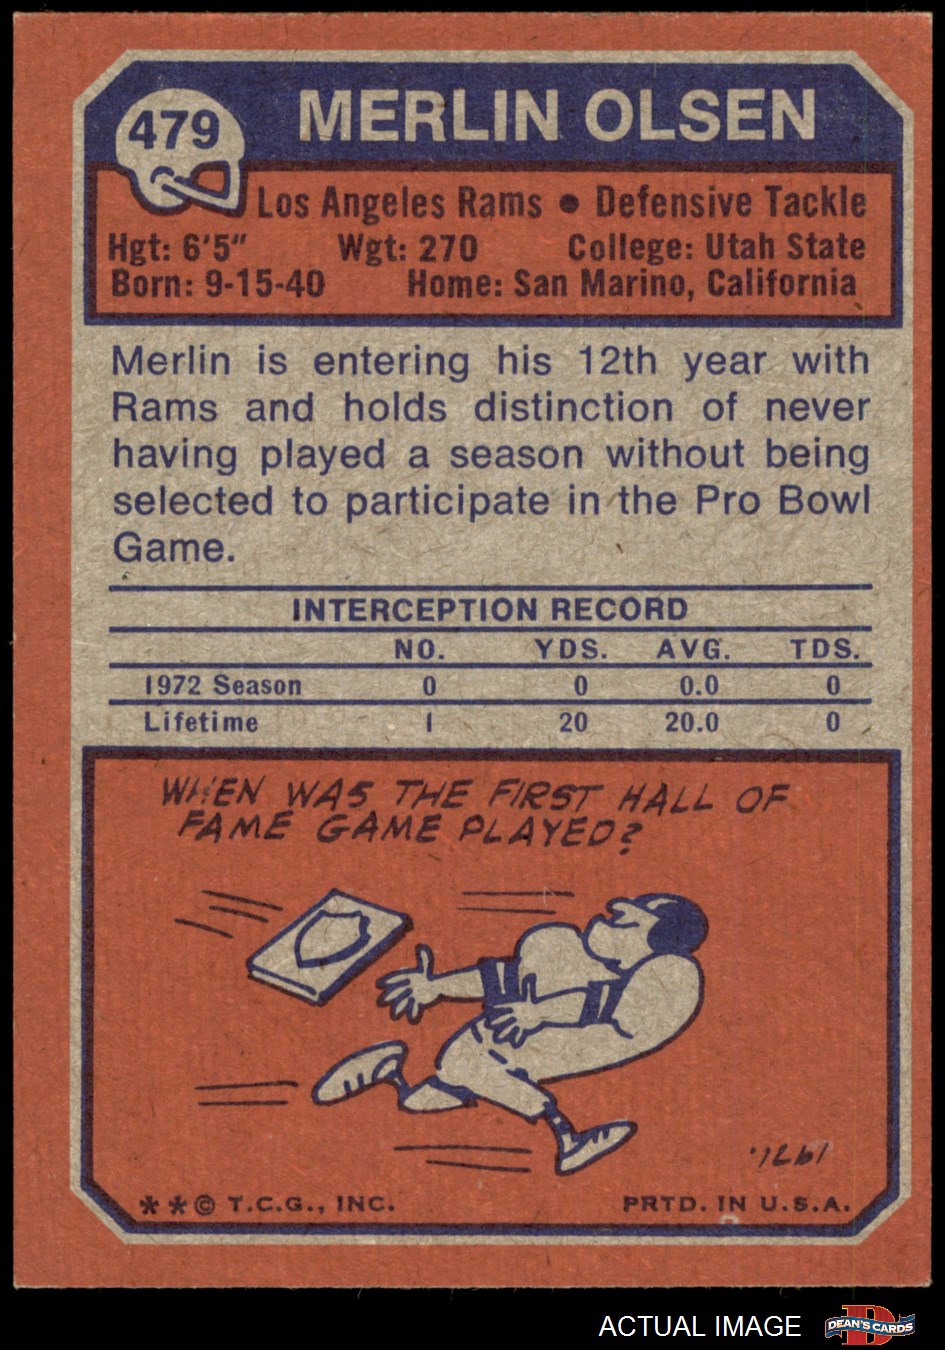 479
MERLIN OLSEN
Los Angeles Rams • Defensive Tackle
Hgt: 6'5" Wgt: 270 College: Utah State
Born: 9-15-40 Home: San Marino, California
Merlin is entering his 12th year with
Rams and holds distinction of never
having played a season without being
selected to participate in the Pro Bowl
Game.
INTERCEPTION RECORD
NO. YDS. AVG. TDS.
1972 Season 0 0 0.0 0
Lifetime 1 20 20.0 0
WHEN WAS THE FIRST HALL OF
FAME GAME PLAYED?
1971.
** © T.C.G., INC. PRTD. IN U.S.A.
ACTUAL IMAGE DEAN'S CARDS